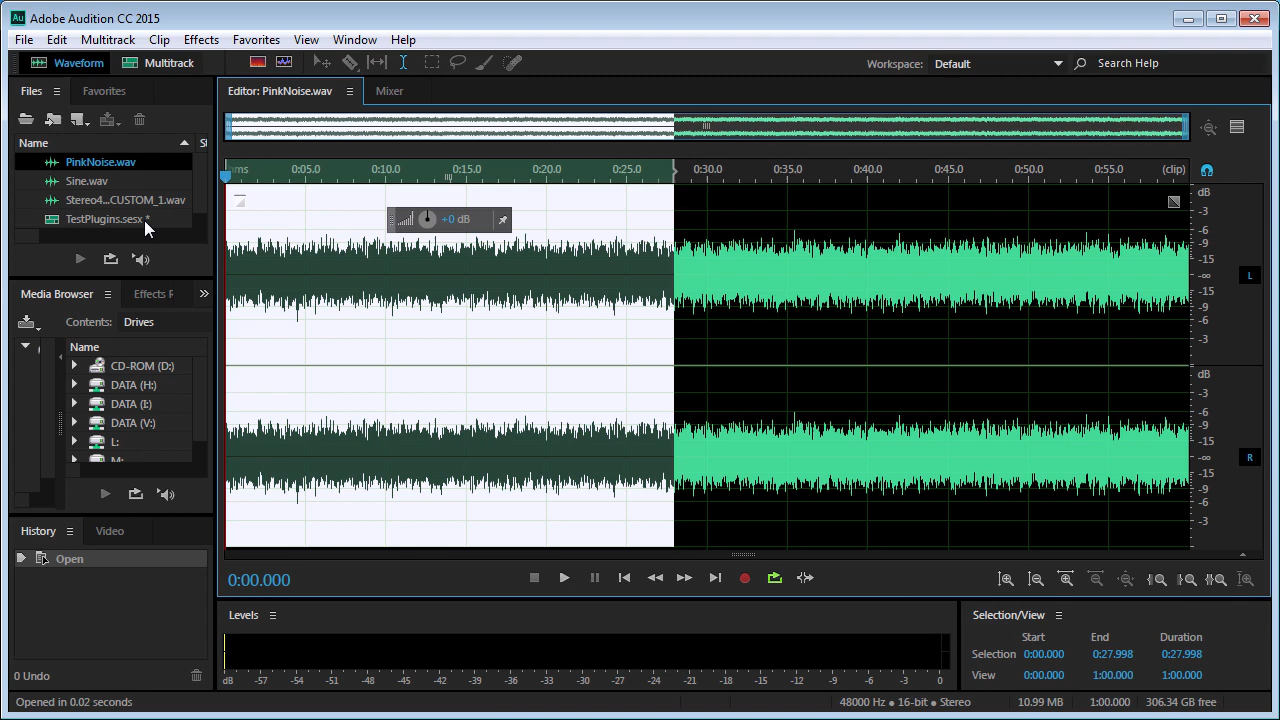 Au Adobe Audition CC 2015
File Edit Multitrack Clip Effects Favorites View Window Help
Waveform Multitrack Workspace: Default Search Help
Files Favorites
Name
PinkNoise.wav
Sine.wav
Stereo4...CUSTOM_1.wav
TestPlugins.sesx *
Media Browser Effects R
Contents: Drives
Name
CD-ROM (D:)
DATA (H:)
DATA (I:)
DATA (V:)
L:
M:
History Video
Open
0 Undo
Editor: PinkNoise.wav Mixer
hms 0:05.0 0:10.0 0:15.0 0:20.0 0:25.0 0:30.0 0:35.0 0:40.0 0:45.0 0:50.0 0:55.0 (clip)
+0 dB
dB
-3
-6
-9
-15
-∞
-15
-9
-6
-3
L
dB
-3
-6
-9
-15
-∞
-15
-9
-6
-3
R
0:00.000
Levels
dB -57 -54 -51 -48 -45 -42 -39 -36 -33 -30 -27 -24 -21 -18 -15 -12 -9 -6 -3 0
Selection/View
Start End Duration
Selection 0:00.000 0:27.998 0:27.998
View 0:00.000 1:00.000 1:00.000
Opened in 0.02 seconds 48000 Hz ● 16-bit ● Stereo 10.99 MB 1:00.000 306.34 GB free